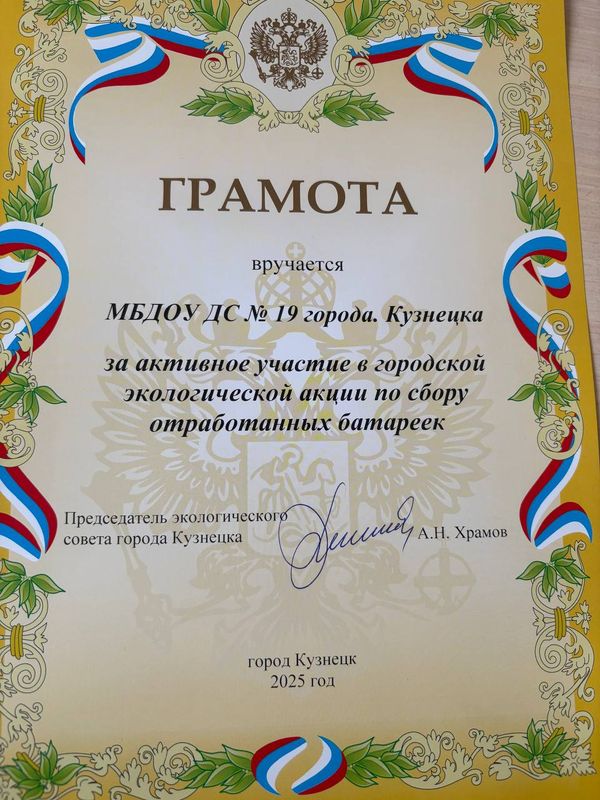 ГРАМОТА
вручается
МБДОУ ДС № 19 города. Кузнецка
за активное участие в городской
экологической акции по сбору
отработанных батареек
Председатель экологического
совета города Кузнецка
А.Н. Храмов
город Кузнецк
2025 год